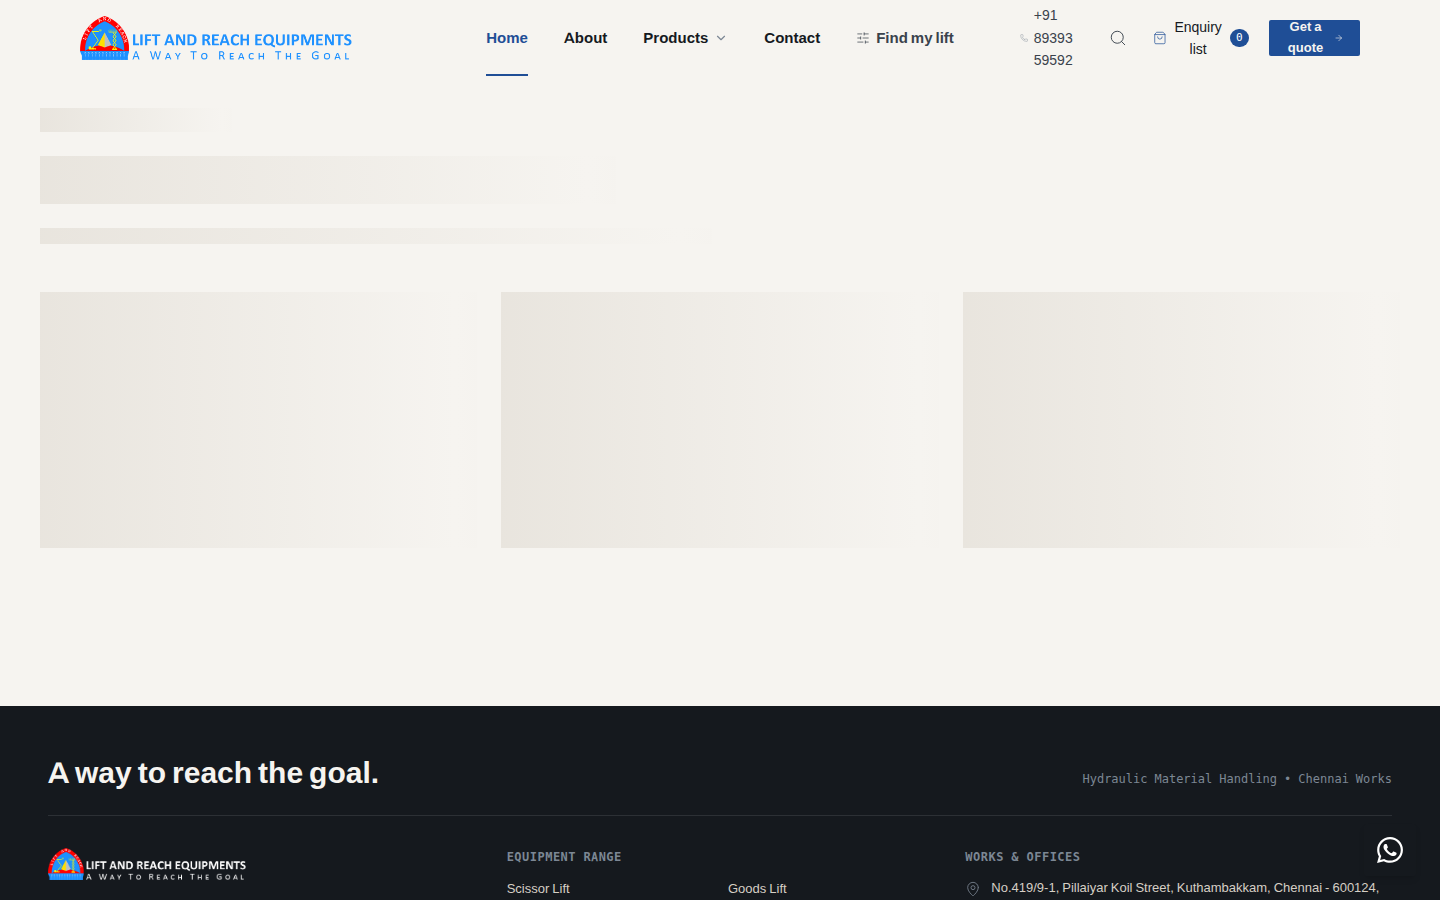 LIFT AND REACH EQUIPMENTS
A WAY TO REACH THE GOAL
Home
About
Products
Contact
Find my lift
+91
89393
59592
Enquiry
list
0
Get a
quote
A way to reach the goal.
Hydraulic Material Handling • Chennai Works
LIFT AND REACH EQUIPMENTS
A WAY TO REACH THE GOAL
EQUIPMENT RANGE
WORKS & OFFICES
Scissor Lift
Goods Lift
No.419/9-1, Pillaiyar Koil Street, Kuthambakkam, Chennai - 600124,